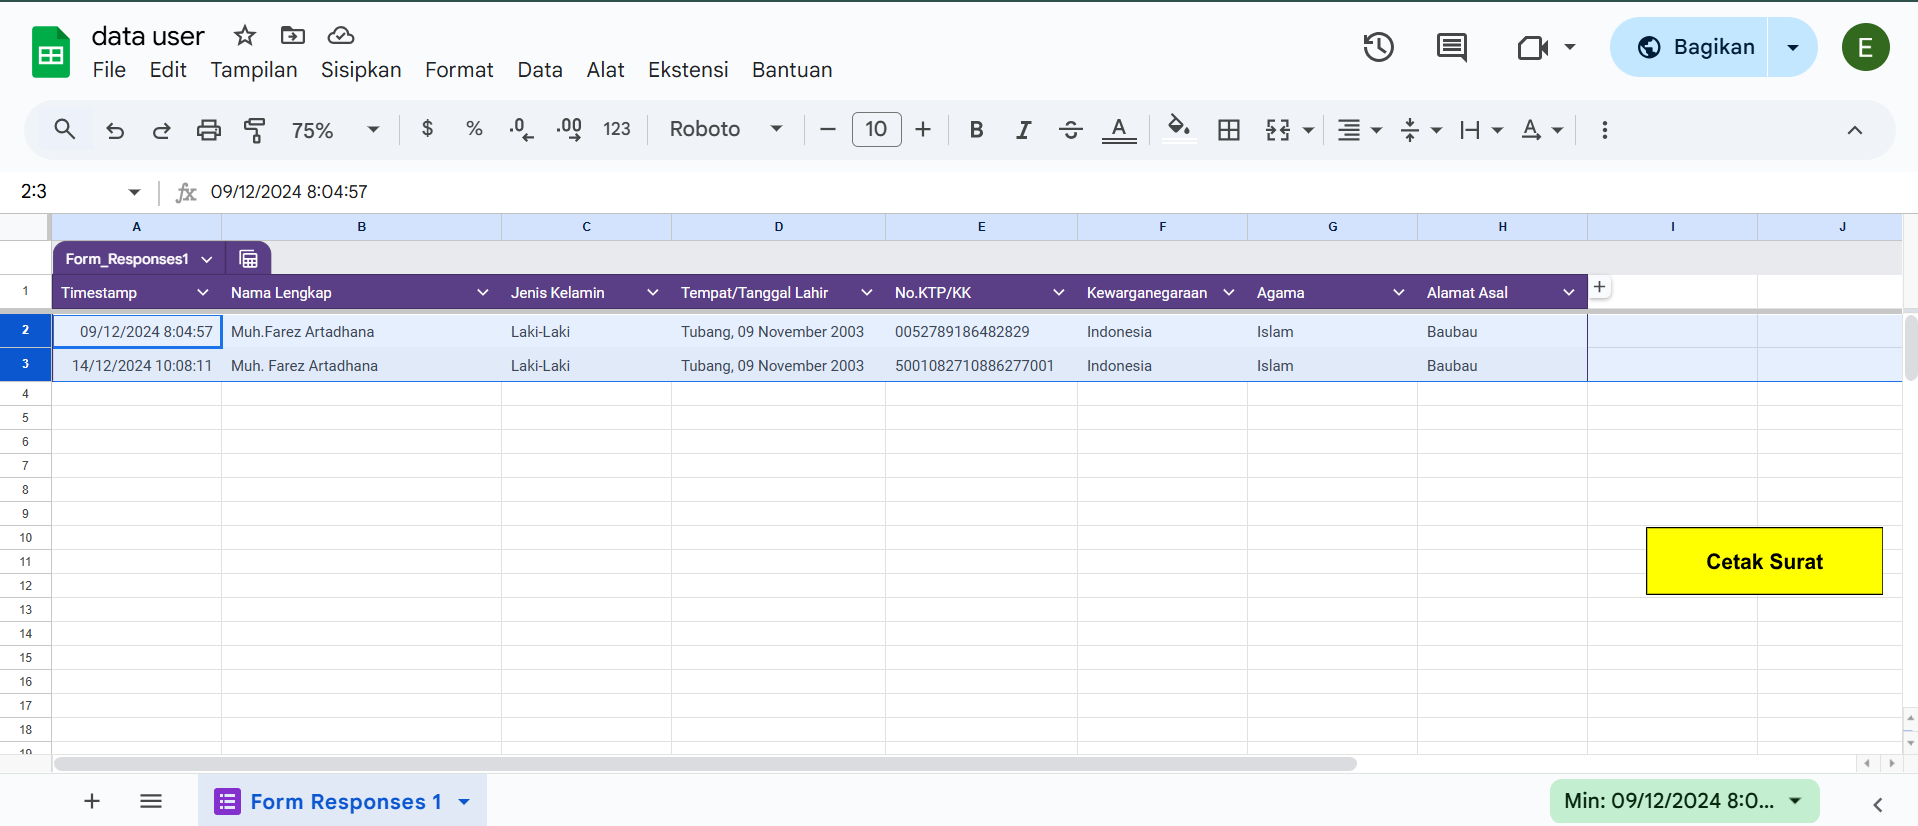 data user
File Edit Tampilan Sisipkan Format Data Alat Ekstensi Bantuan
Bagikan
E
75% $ % .0 .00 123 Roboto 10 B I S A A
2:3 fx 09/12/2024 8:04:57
A B C D E F G H I J
Form_Responses1
1 Timestamp Nama Lengkap Jenis Kelamin Tempat/Tanggal Lahir No.KTP/KK Kewarganegaraan Agama Alamat Asal +
2 09/12/2024 8:04:57 Muh.Farez Artadhana Laki-Laki Tubang, 09 November 2003 0052789186482829 Indonesia Islam Baubau
3 14/12/2024 10:08:11 Muh. Farez Artadhana Laki-Laki Tubang, 09 November 2003 5001082710886277001 Indonesia Islam Baubau
4
5
6
7
8
9
10
11
12
13
14
15
16
17
18
19
Cetak Surat
Form Responses 1
Min: 09/12/2024 8:0...